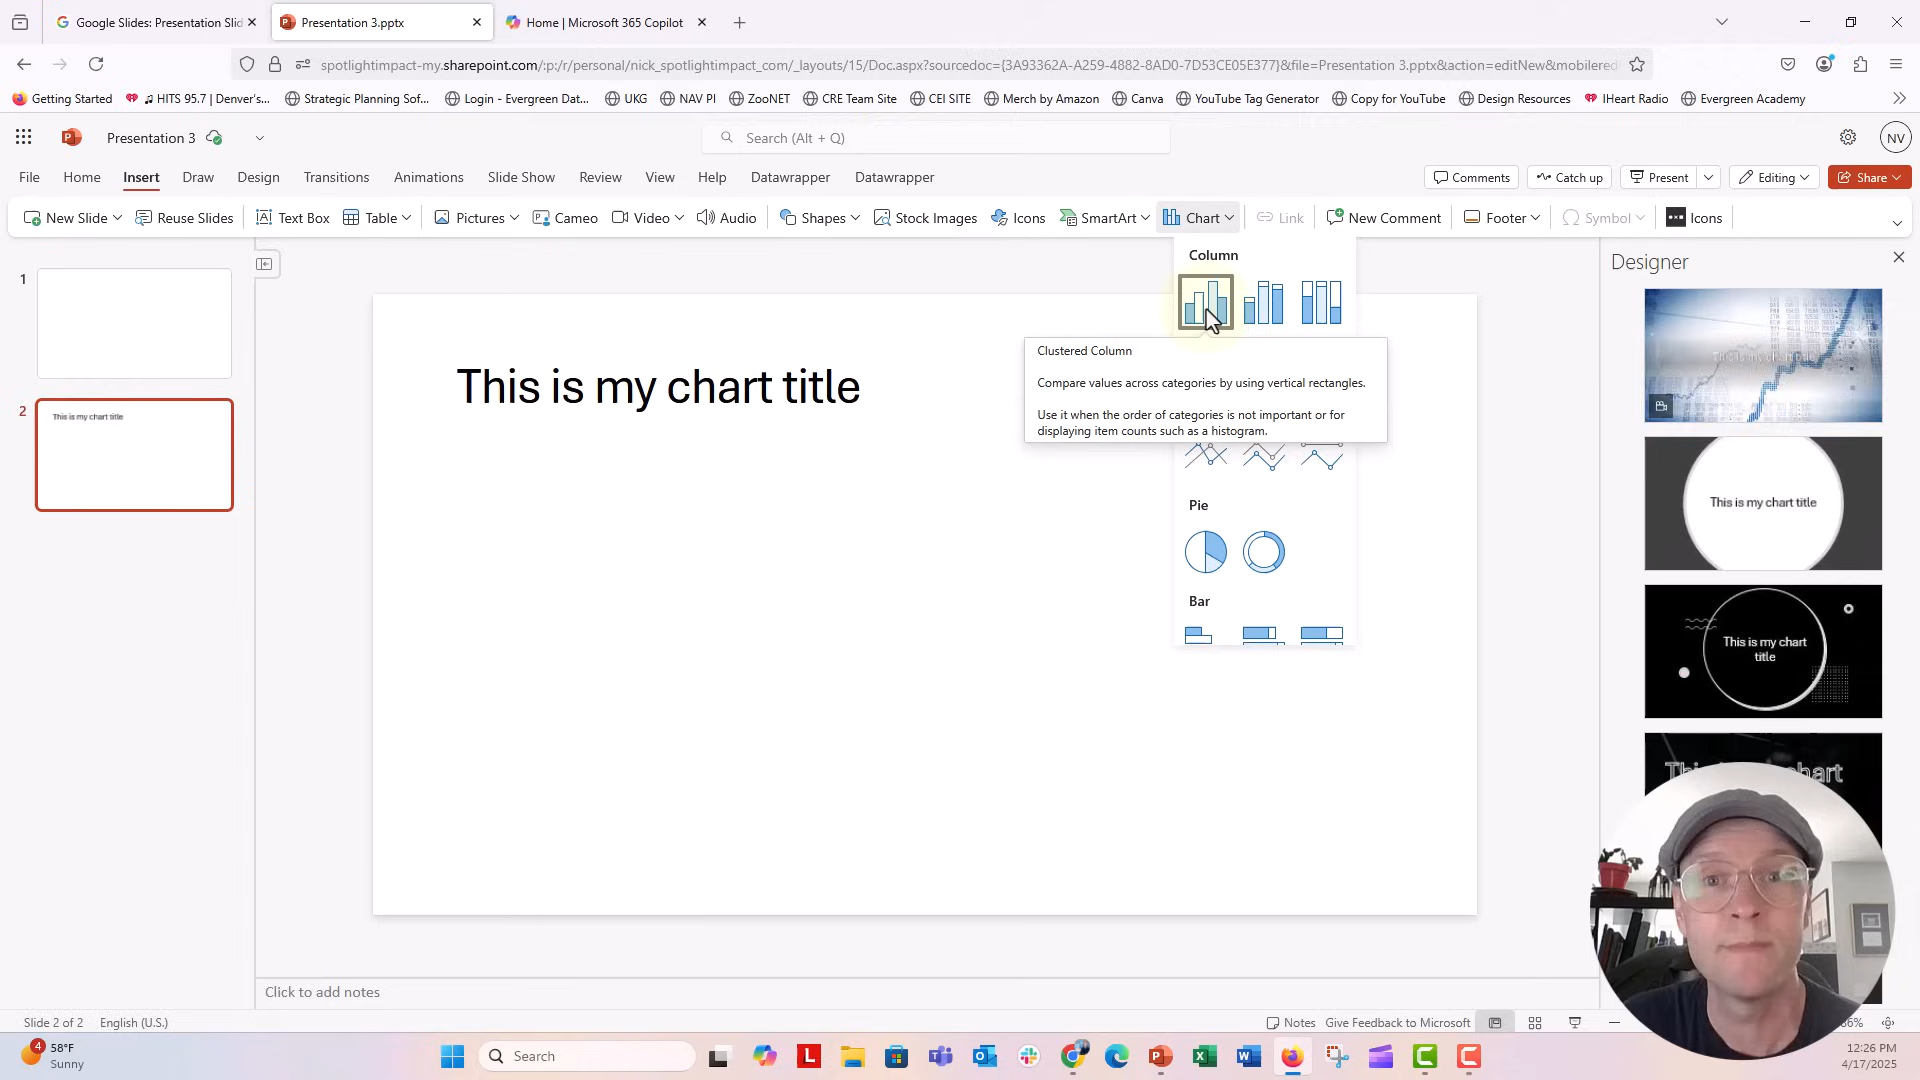 Google Slides: Presentation Slid
Presentation 3.pptx
Home | Microsoft 365 Copilot
spotlightimpact-my.sharepoint.com/:p:/r/personal/nick_spotlightimpact_com/_layouts/15/Doc.aspx?sourcedoc={3A93362A-A259-4882-8AD0-7D53CE05E377}&file=Presentation 3.pptx&action=editNew&mobilered
Getting Started
HITS 95.7 | Denver's...
Strategic Planning Sof...
Login - Evergreen Dat...
UKG
NAV PI
ZooNET
CRE Team Site
CEI SITE
Merch by Amazon
Canva
YouTube Tag Generator
Copy for YouTube
Design Resources
IHeart Radio
Evergreen Academy
Presentation 3
Search (Alt + Q)
NV
File Home Insert Draw Design Transitions Animations Slide Show Review View Help Datawrapper Datawrapper
Comments Catch up Present Editing Share
New Slide Reuse Slides Text Box Table Pictures Cameo Video Audio Shapes Stock Images Icons SmartArt Chart Link New Comment Footer Symbol Icons
Column
Clustered Column
Compare values across categories by using vertical rectangles.
Use it when the order of categories is not important or for
displaying item counts such as a histogram.
Pie
Bar
1
2
This is my chart title
This is my chart title
Designer
This is my chart title
This is my chart title
This is my chart
title
Click to add notes
Slide 2 of 2 English (U.S.)
Notes Give Feedback to Microsoft
4
58°F
Sunny
Search
12:26 PM
4/17/2025